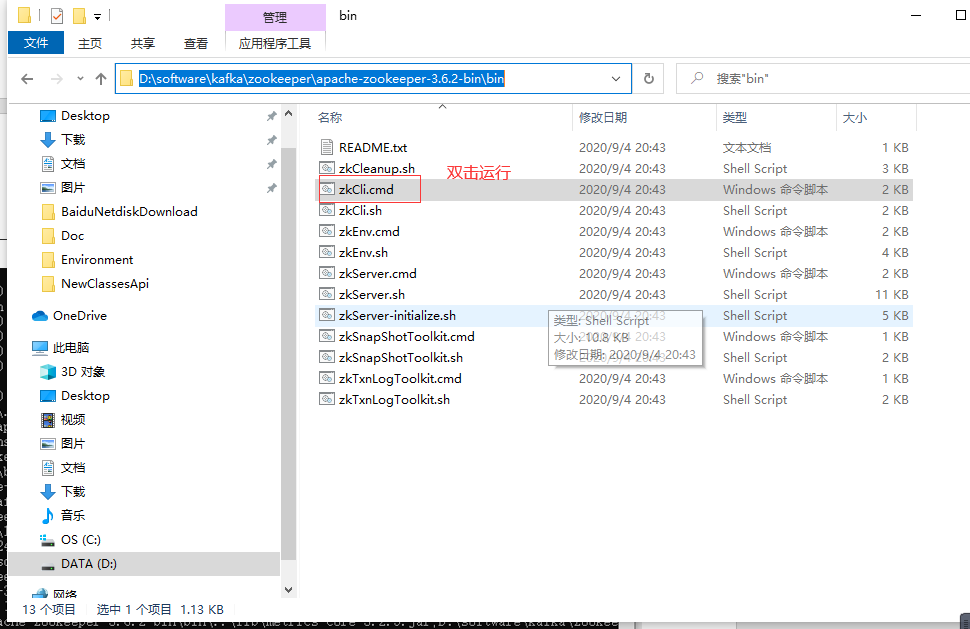 管理
bin
文件
主页
共享
查看
应用程序工具
D:\software\kafka\zookeeper\apache-zookeeper-3.6.2-bin\bin
搜索"bin"
Desktop
下载
文档
图片
BaiduNetdiskDownload
Doc
Environment
NewClassesApi
OneDrive
此电脑
3D 对象
Desktop
视频
图片
文档
下载
音乐
OS (C:)
DATA (D:)
网络
名称 修改日期 类型 大小
README.txt 2020/9/4 20:43 文本文档 1 KB
zkCleanup.sh 2020/9/4 20:43 Shell Script 3 KB
双击运行
zkCli.cmd 2020/9/4 20:43 Windows 命令脚本 2 KB
zkCli.sh 2020/9/4 20:43 Shell Script 2 KB
zkEnv.cmd 2020/9/4 20:43 Windows 命令脚本 2 KB
zkEnv.sh 2020/9/4 20:43 Shell Script 4 KB
zkServer.cmd 2020/9/4 20:43 Windows 命令脚本 2 KB
zkServer.sh 2020/9/4 20:43 Shell Script 11 KB
zkServer-initialize.sh 2020/9/4 20:43 Shell Script 5 KB
zkSnapShotToolkit.cmd 2020/9/4 20:43 Windows 命令脚本 1 KB
zkSnapShotToolkit.sh 2020/9/4 20:43 Shell Script 2 KB
zkTxnLogToolkit.cmd 2020/9/4 20:43 Windows 命令脚本 1 KB
zkTxnLogToolkit.sh 2020/9/4 20:43 Shell Script 2 KB
类型: Shell Script
大小: 10.8 KB
修改日期: 2020/9/4 20:43
13 个项目 选中 1 个项目 1.13 KB